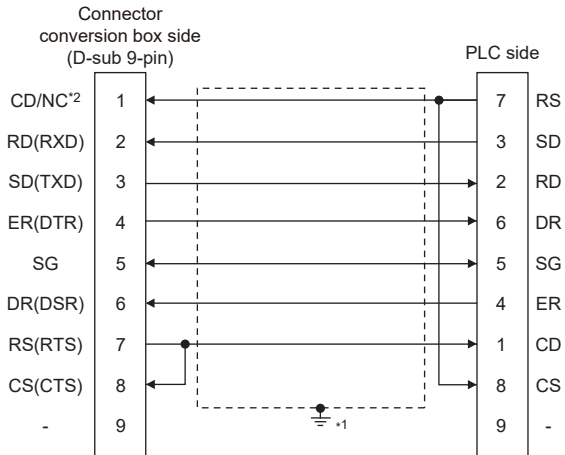 Connector
conversion box side
(D-sub 9-pin)
PLC side
CD/NC*2 1 7 RS
RD(RXD) 2 3 SD
SD(TXD) 3 2 RD
ER(DTR) 4 6 DR
SG 5 5 SG
DR(DSR) 6 4 ER
RS(RTS) 7 1 CD
CS(CTS) 8 8 CS
- 9 *1 9 -